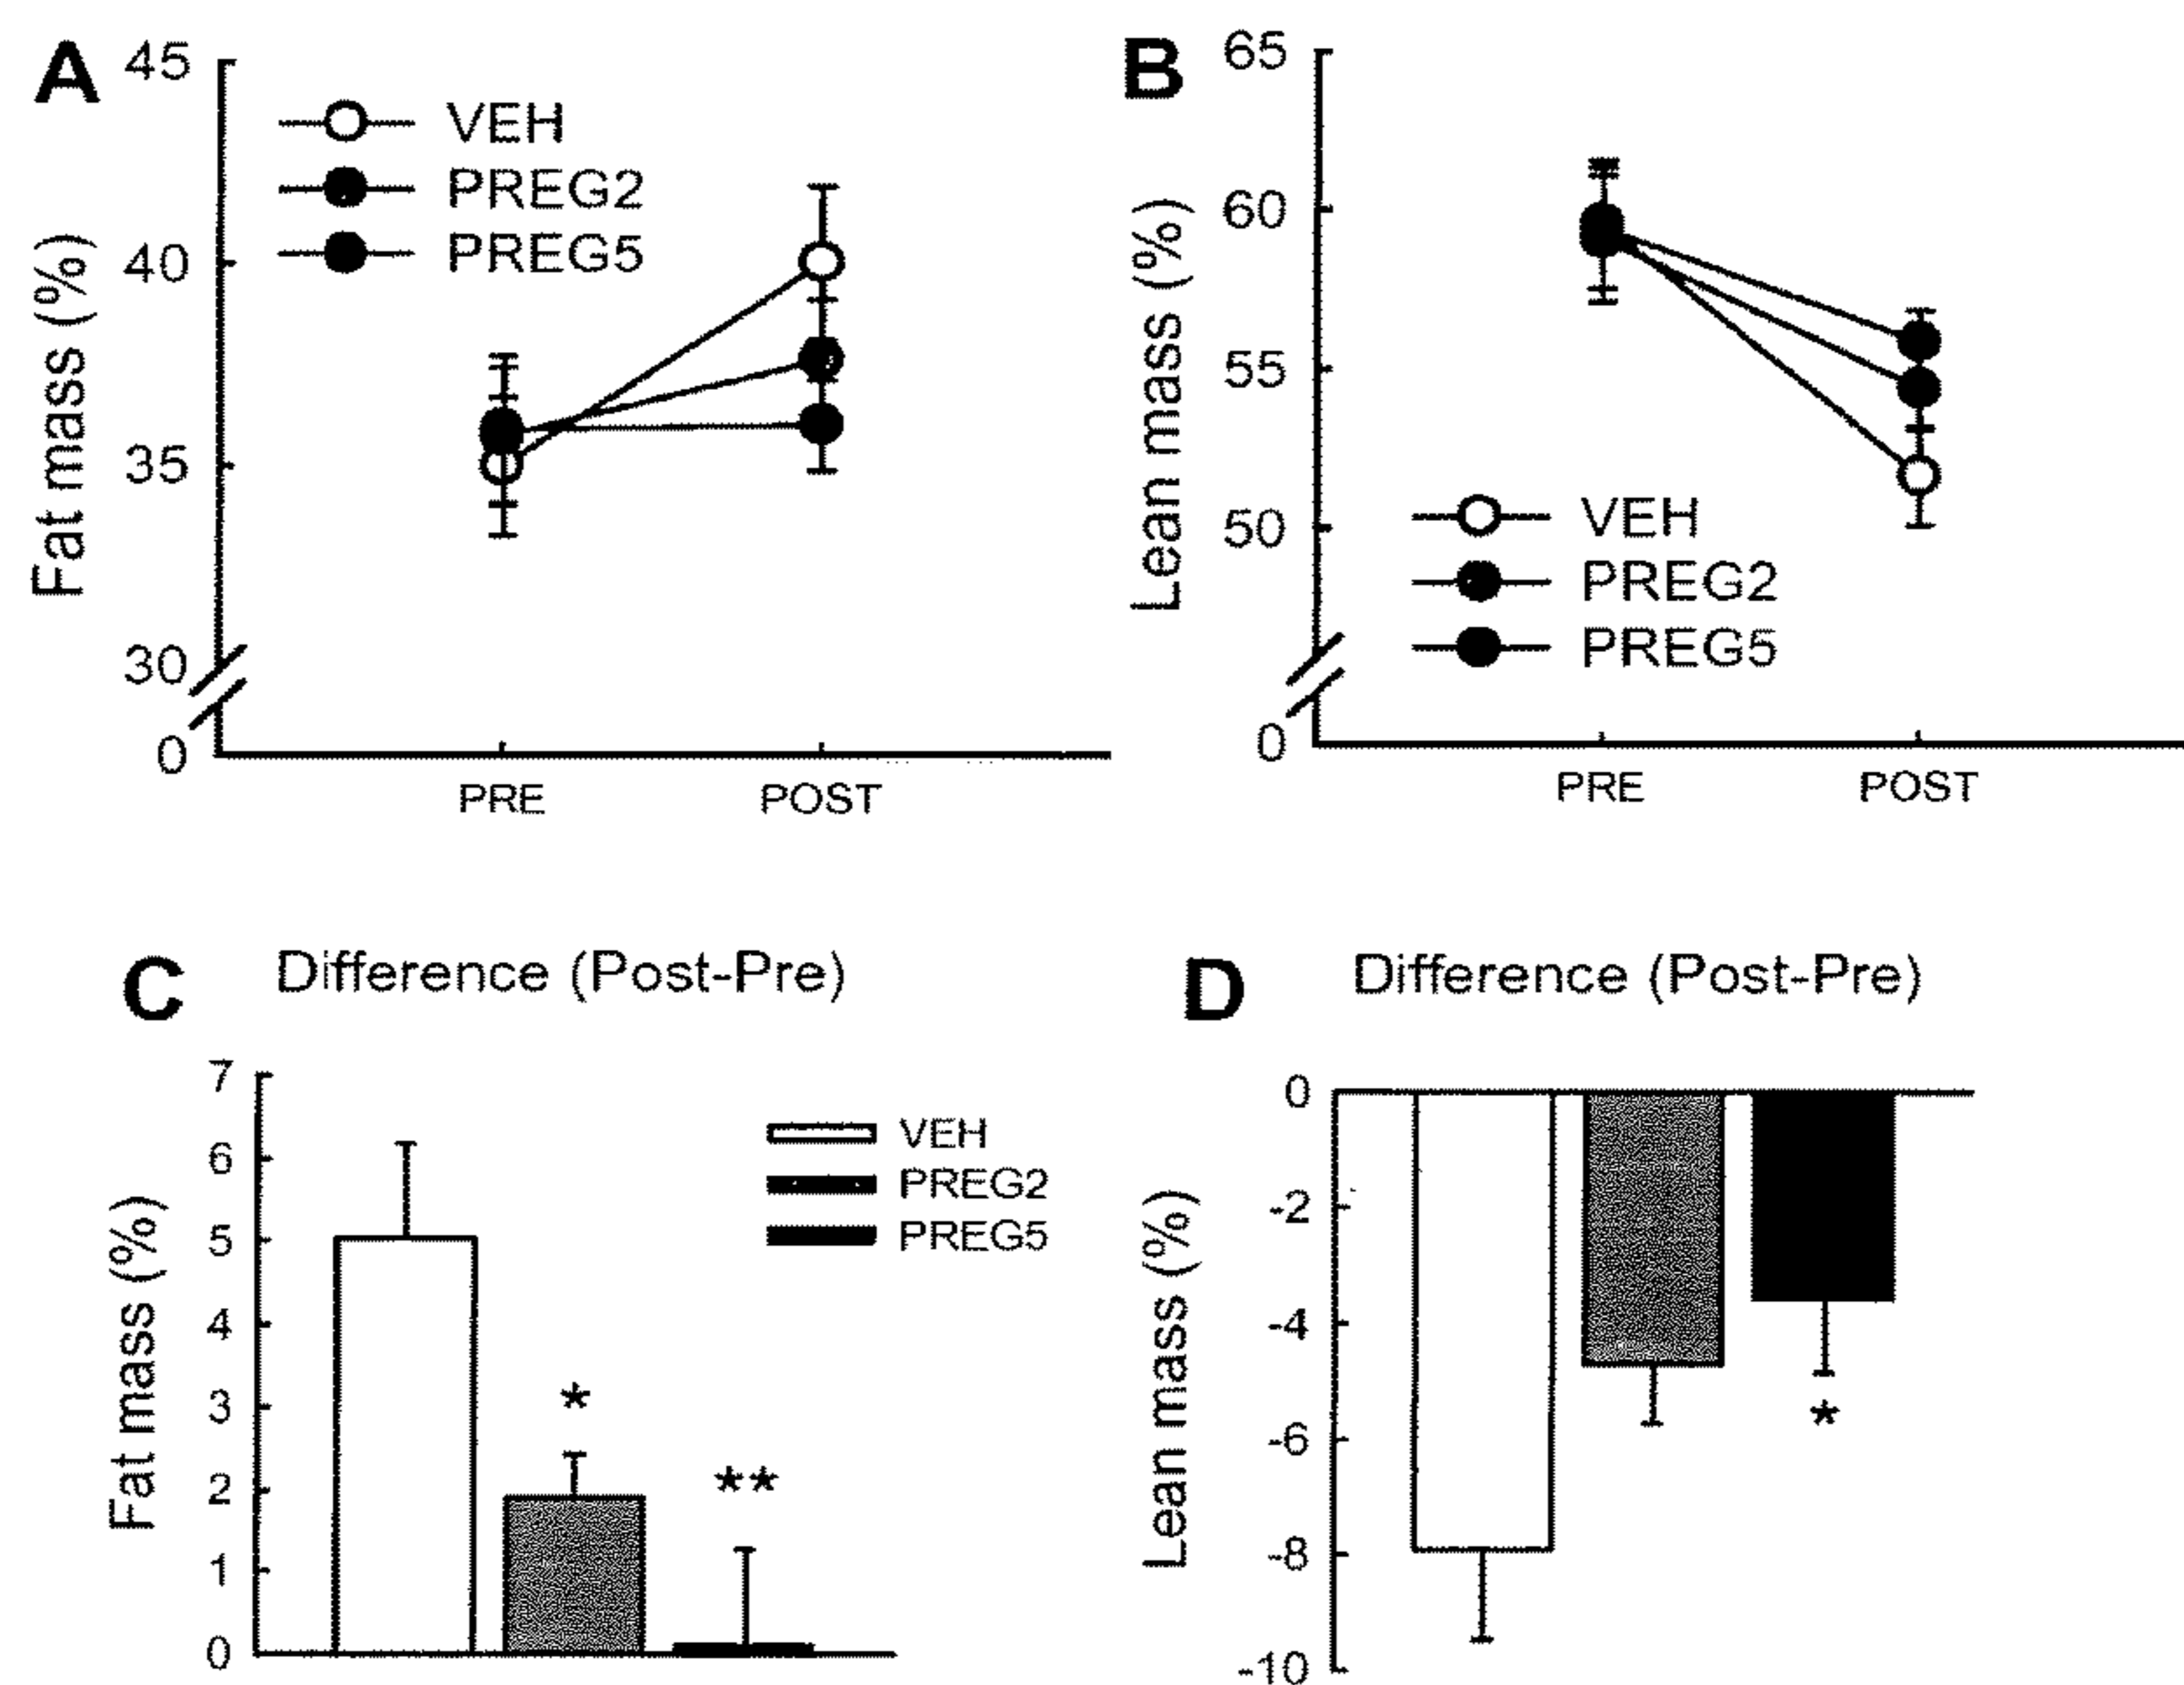 A
45
40
35
30
0
Fat mass (%)
VEH
PREG2
PREG5
PRE
POST
B
65
60
55
50
0
Lean mass (%)
VEH
PREG2
PREG5
PRE
POST
C
Difference (Post-Pre)
7
6
5
4
3
2
1
0
Fat mass (%)
VEH
PREG2
PREG5
*
**
D
Difference (Post-Pre)
0
-2
-4
-6
-8
-10
Lean mass (%)
*